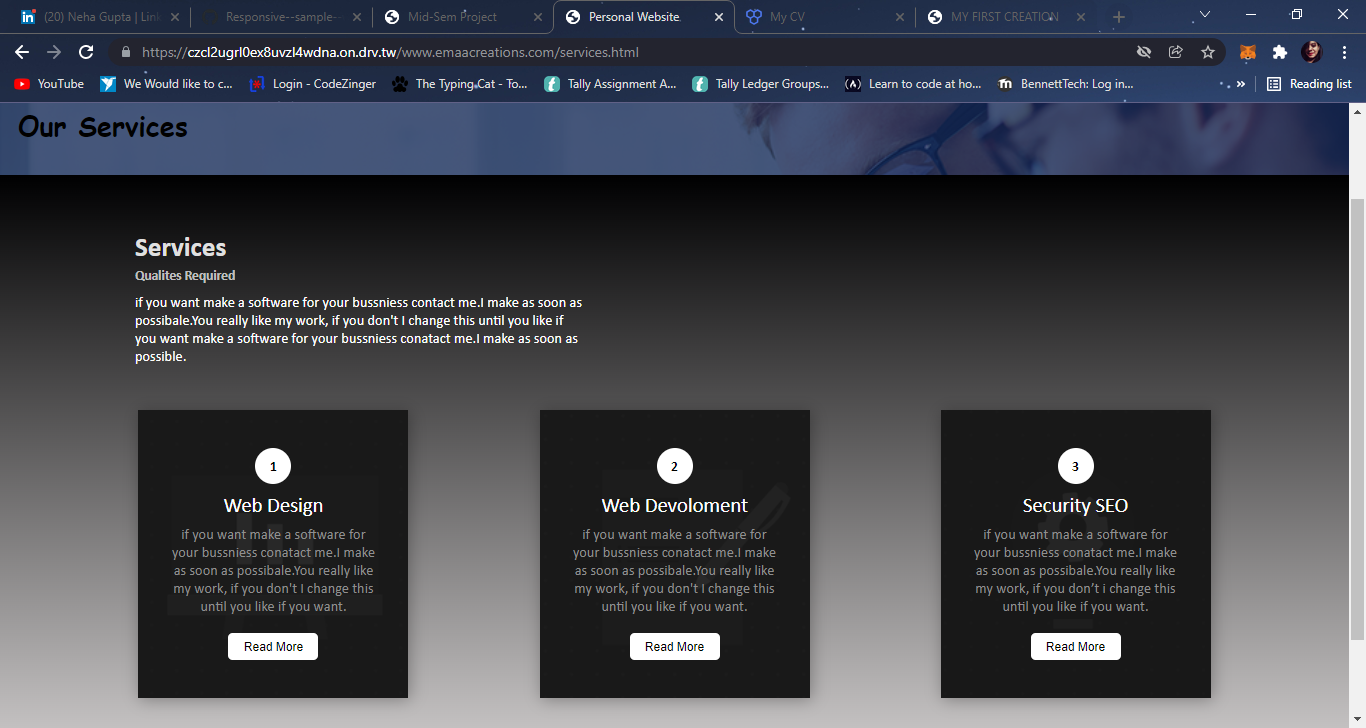 (20) Neha Gupta | Link
Responsive--sample-
Mid-Sem Project
Personal Website
My CV
MY FIRST CREATION
https://czcl2ugrl0ex8uvzl4wdna.on.drv.tw/www.emaacreations.com/services.html
YouTube
We Would like to c...
Login - CodeZinger
The Typing Cat - To...
Tally Assignment A...
Tally Ledger Groups...
Learn to code at ho...
BennettTech: Log in...
Reading list
Our Services
Services
Qualites Required
if you want make a software for your bussniess contact me.I make as soon as
possibale.You really like my work, if you don't I change this until you like if
you want make a software for your bussniess conatact me.I make as soon as
possible.
1
Web Design
if you want make a software for
your bussniess conatact me.I make
as soon as possibale.You really like
my work, if you don't I change this
until you like if you want.
Read More
2
Web Devoloment
if you want make a software for
your bussniess conatact me.I make
as soon as possibale.You really like
my work, if you don't I change this
until you like if you want.
Read More
3
Security SEO
if you want make a software for
your bussniess conatact me.I make
as soon as possibale.You really like
my work, if you don't i change this
until you like if you want.
Read More